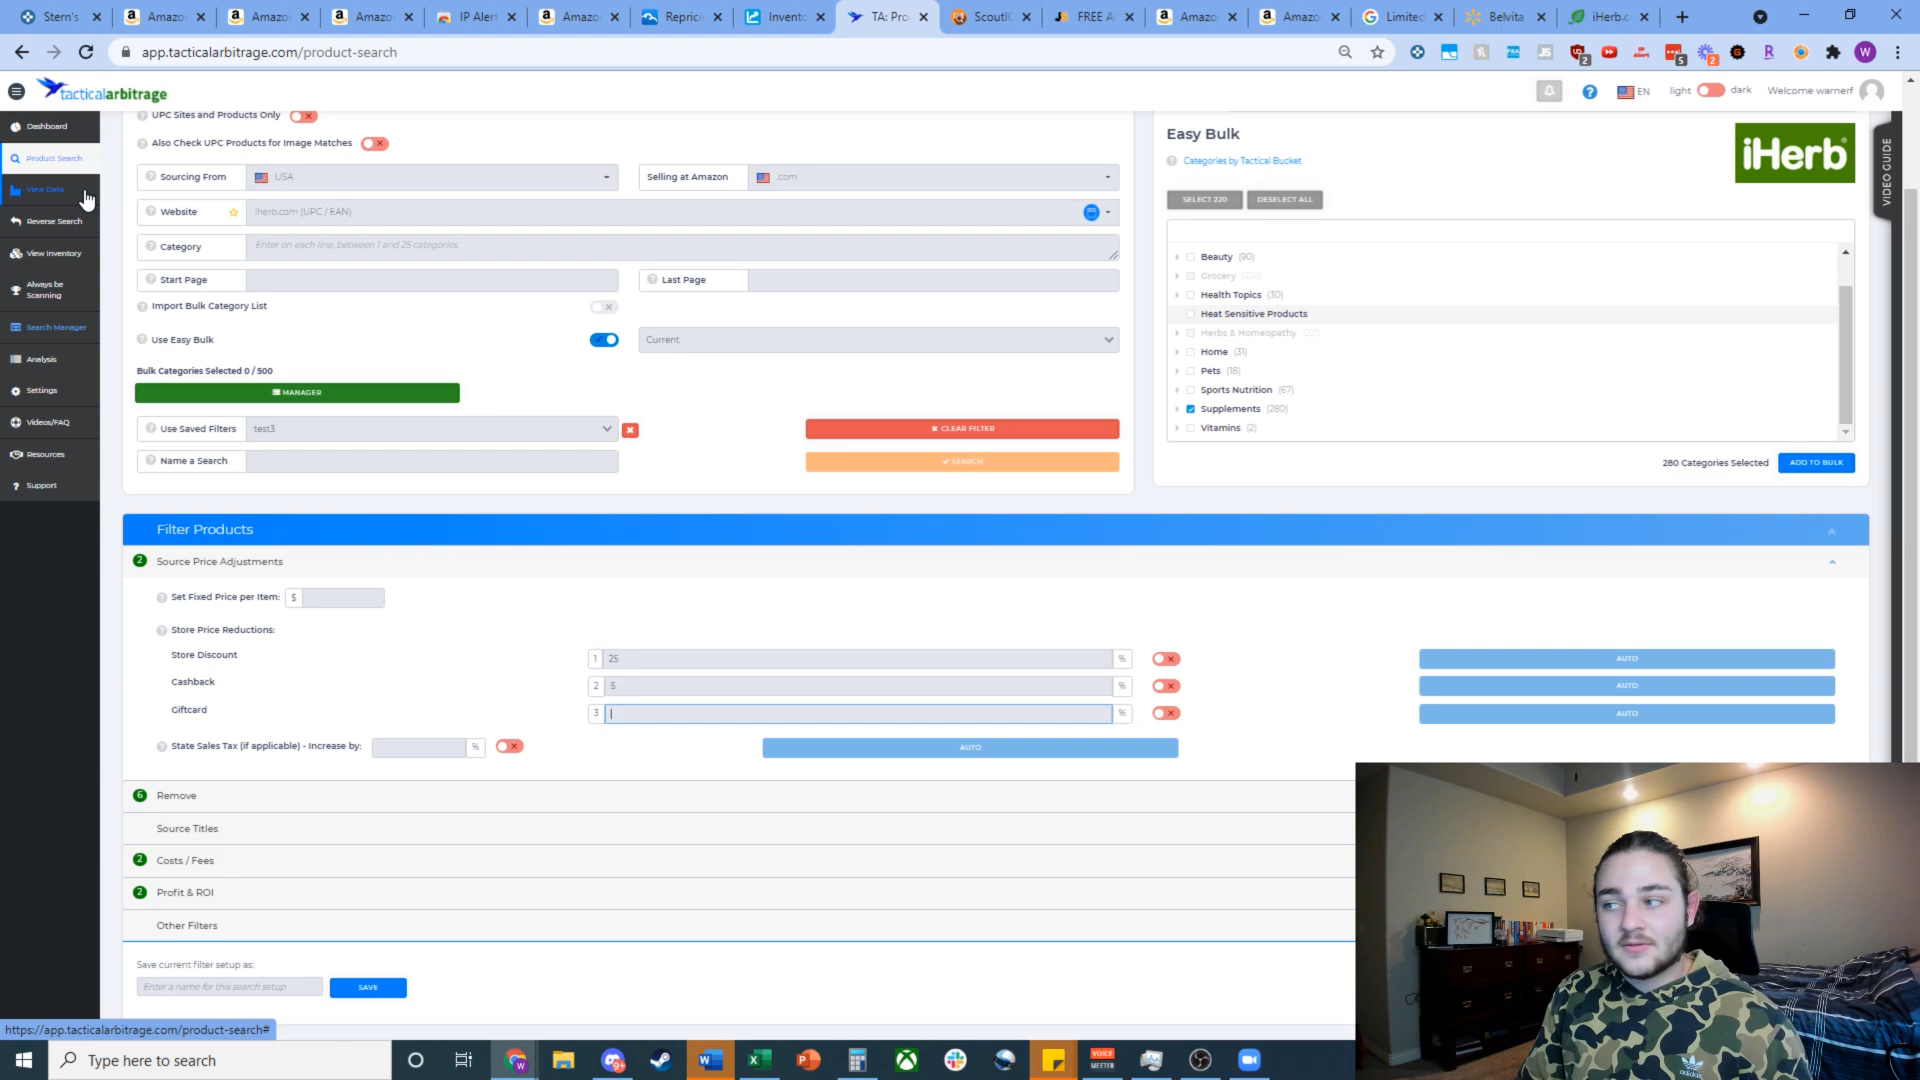 Stern's
Amazo
Amazo
Amazo
IP Aler
Amazo
Repricin
Invento
TA: Pro
ScoutIQ
FREE A
Amazo
Amazo
Limited
Belvita
iHerb.c
app.tacticalarbitrage.com/product-search
tacticalarbitrage
EN
light
dark
Welcome warnerf
Dashboard
Product Search
View Data
Reverse Search
View Inventory
Always be
Scanning
Search Manager
Analysis
Settings
Videos/FAQ
Resources
Support
UPC Sites and Products Only
Also Check UPC Products for Image Matches
Sourcing From
USA
Selling at Amazon
.com
Website
iherb.com (UPC / EAN)
Category
Enter on each line, between 1 and 25 categories.
Start Page
Last Page
Import Bulk Category List
Use Easy Bulk
Current
Bulk Categories Selected 0 / 500
MANAGER
Use Saved Filters
test3
CLEAR FILTER
Name a Search
SEARCH
Easy Bulk
iHerb
Categories by Tactical Bucket
SELECT 220
DESELECT ALL
Beauty (90)
Grocery (226)
Health Topics (30)
Heat Sensitive Products
Herbs & Homeopathy (221)
Home (31)
Pets (18)
Sports Nutrition (67)
Supplements (280)
Vitamins (2)
280 Categories Selected
ADD TO BULK
VIDEO GUIDE
Filter Products
2 Source Price Adjustments
Set Fixed Price per Item: $
Store Price Reductions:
Store Discount
1 25 %
AUTO
Cashback
2 5 %
AUTO
Giftcard
3 %
AUTO
State Sales Tax (if applicable) - Increase by: %
AUTO
6 Remove
Source Titles
2 Costs / Fees
2 Profit & ROI
Other Filters
Save current filter setup as:
Enter a name for this search setup
SAVE
https://app.tacticalarbitrage.com/product-search#
Type here to search
VOICE
MEETER
adidas